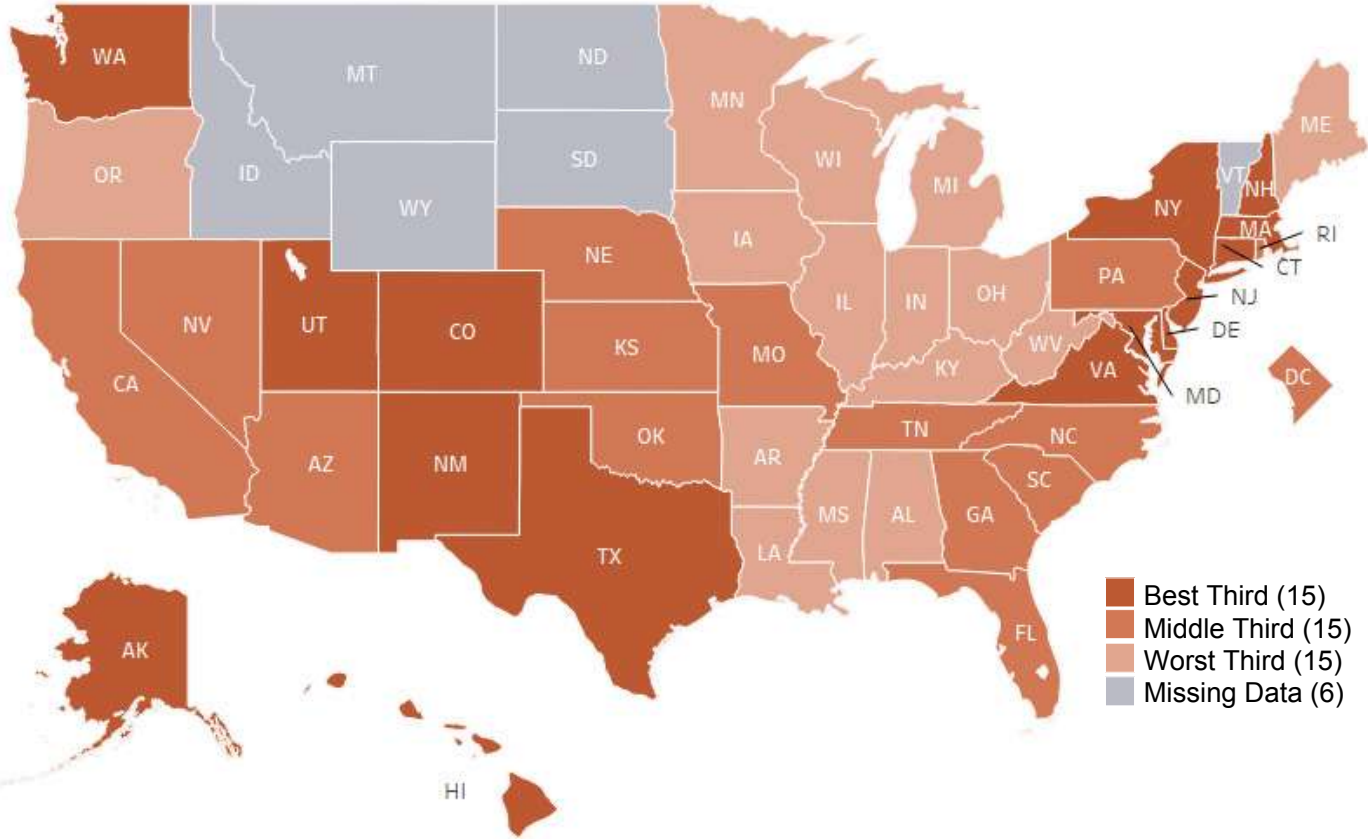 WA
MT
ND
MN
ME
OR
ID
SD
WI
MI
VT
NH
WY
NY
MA
RI
CT
IA
NE
PA
NV
UT
CO
IL
IN
OH
NJ
DE
KS
MO
WV
KY
VA
DC
CA
MD
AZ
NM
OK
TN
NC
AR
SC
MS
AL
GA
TX
LA
FL
AK
HI
Best Third (15)
Middle Third (15)
Worst Third (15)
Missing Data (6)